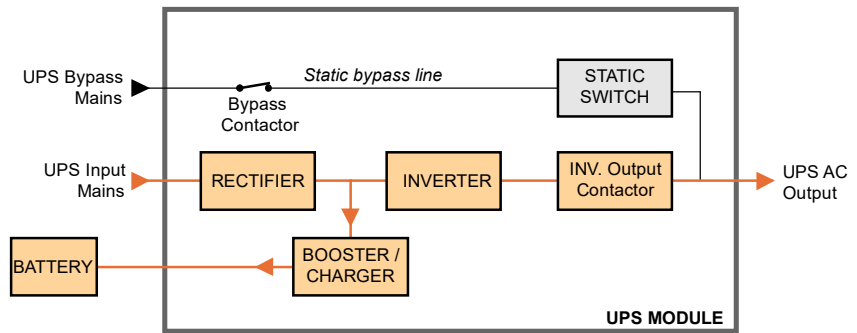 UPS Bypass
Mains
Static bypass line
Bypass
Contactor
STATIC
SWITCH
UPS Input
Mains
RECTIFIER
INVERTER
INV. Output
Contactor
UPS AC
Output
BATTERY
BOOSTER /
CHARGER
UPS MODULE